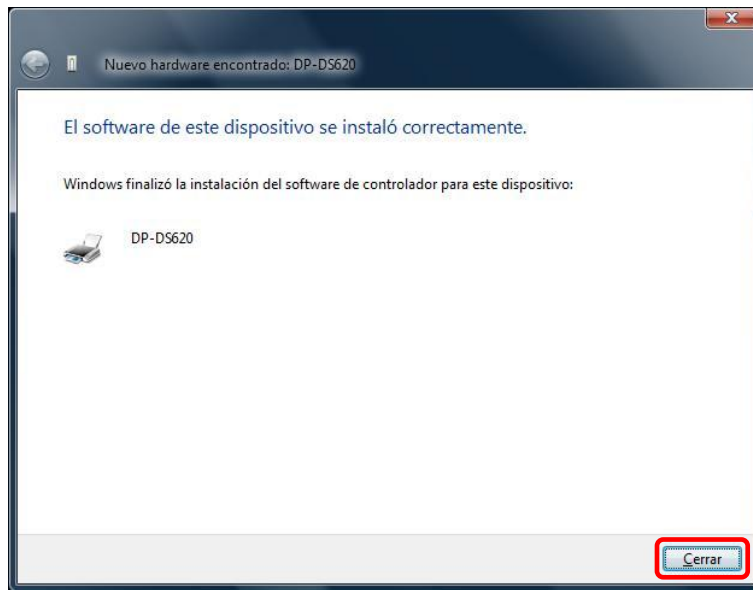 Nuevo hardware encontrado: DP-DS620
El software de este dispositivo se instaló correctamente.
Windows finalizó la instalación del software de controlador para este dispositivo:
DP-DS620
Cerrar